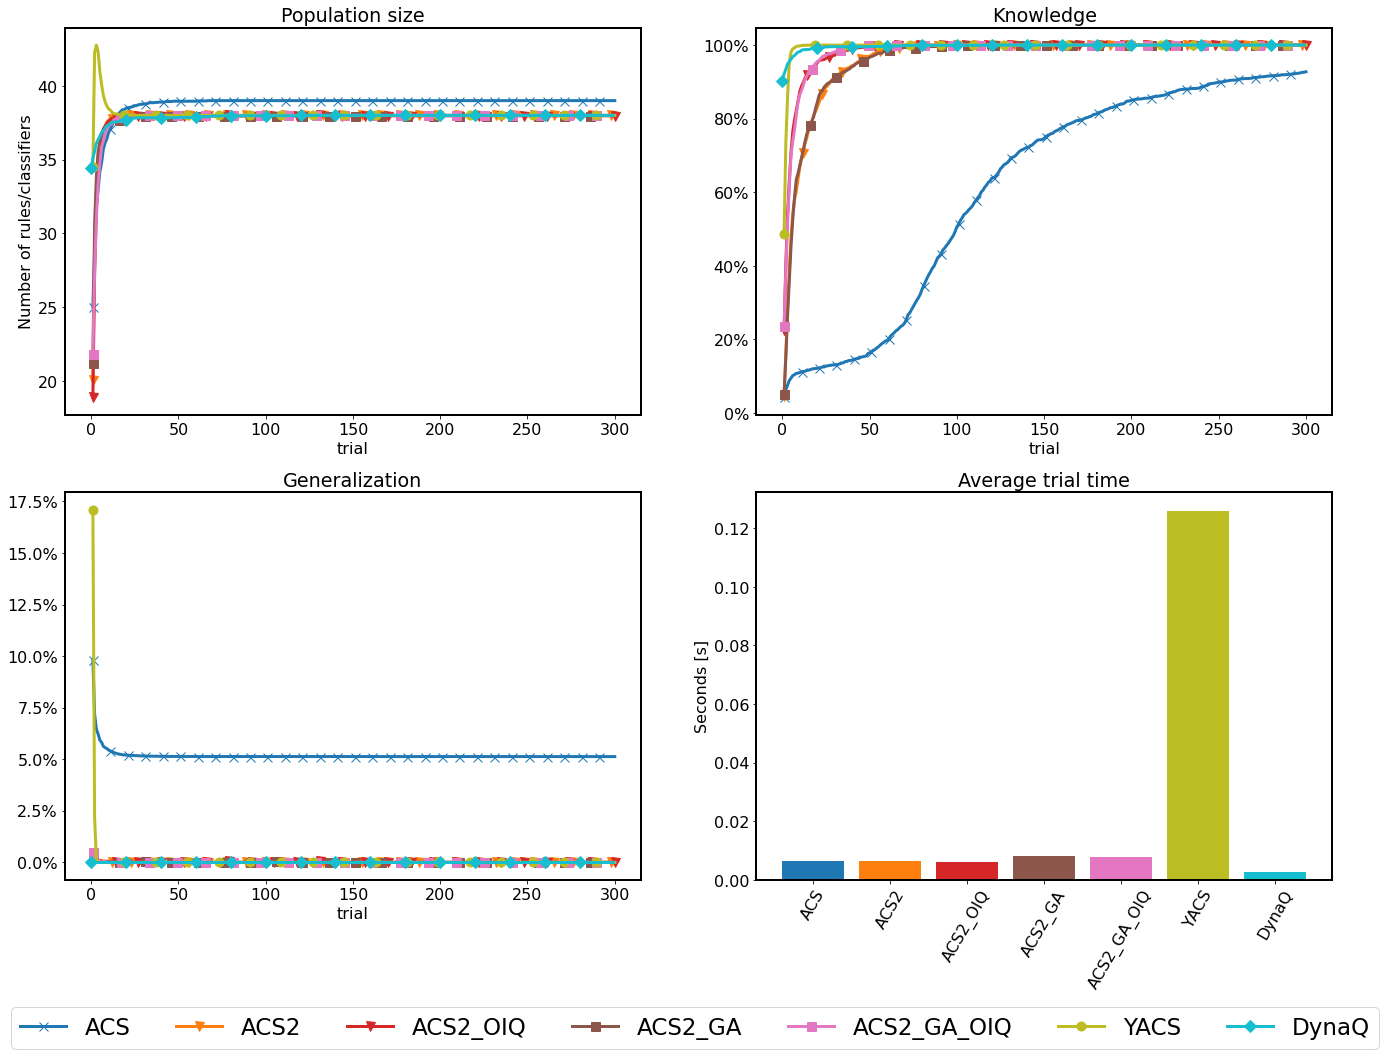 Population size
Number of rules/classifiers
40
35
30
25
20
0 50 100 150 200 250 300
trial
Knowledge
100%
80%
60%
40%
20%
0%
0 50 100 150 200 250 300
trial
Generalization
17.5%
15.0%
12.5%
10.0%
7.5%
5.0%
2.5%
0.0%
0 50 100 150 200 250 300
trial
Average trial time
Seconds [s]
0.12
0.10
0.08
0.06
0.04
0.02
0.00
ACS ACS2 ACS2_OIQ ACS2_GA ACS2_GA_OIQ YACS DynaQ
ACS ACS2 ACS2_OIQ ACS2_GA ACS2_GA_OIQ YACS DynaQ